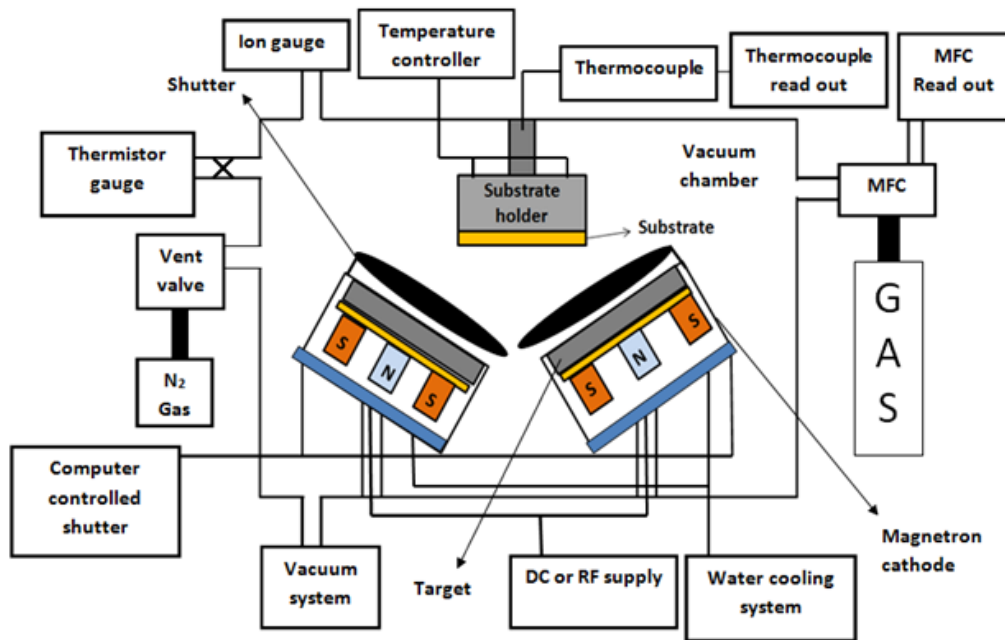 Ion gauge
Temperature
controller
Thermocouple
Thermocouple
read out
MFC
Read out
Shutter
Thermistor
gauge
Vacuum
chamber
MFC
Substrate
holder
Substrate
Vent
valve
G
A
S
S
N
S
S
N
S
N₂
Gas
Computer
controlled
shutter
Vacuum
system
Target
DC or RF supply
Water cooling
system
Magnetron
cathode